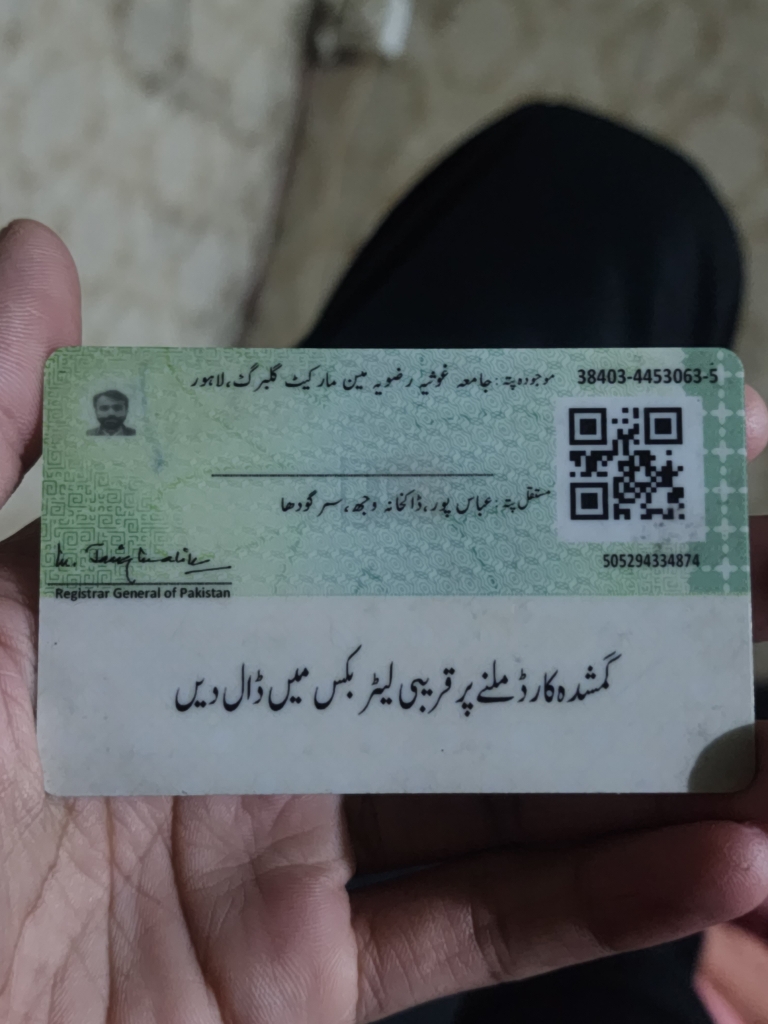 موجودہ پتہ: جامعہ غوثیہ رضویہ مین مارکیٹ گلبرگ، لاہور
38403-4453063-5
مستقل پتہ: عباس پور، ڈاکخانہ وجھ، سرگودھا
505294334874
Registrar General of Pakistan
گمشدہ کارڈ ملنے پر قریبی لیٹر بکس میں ڈال دیں